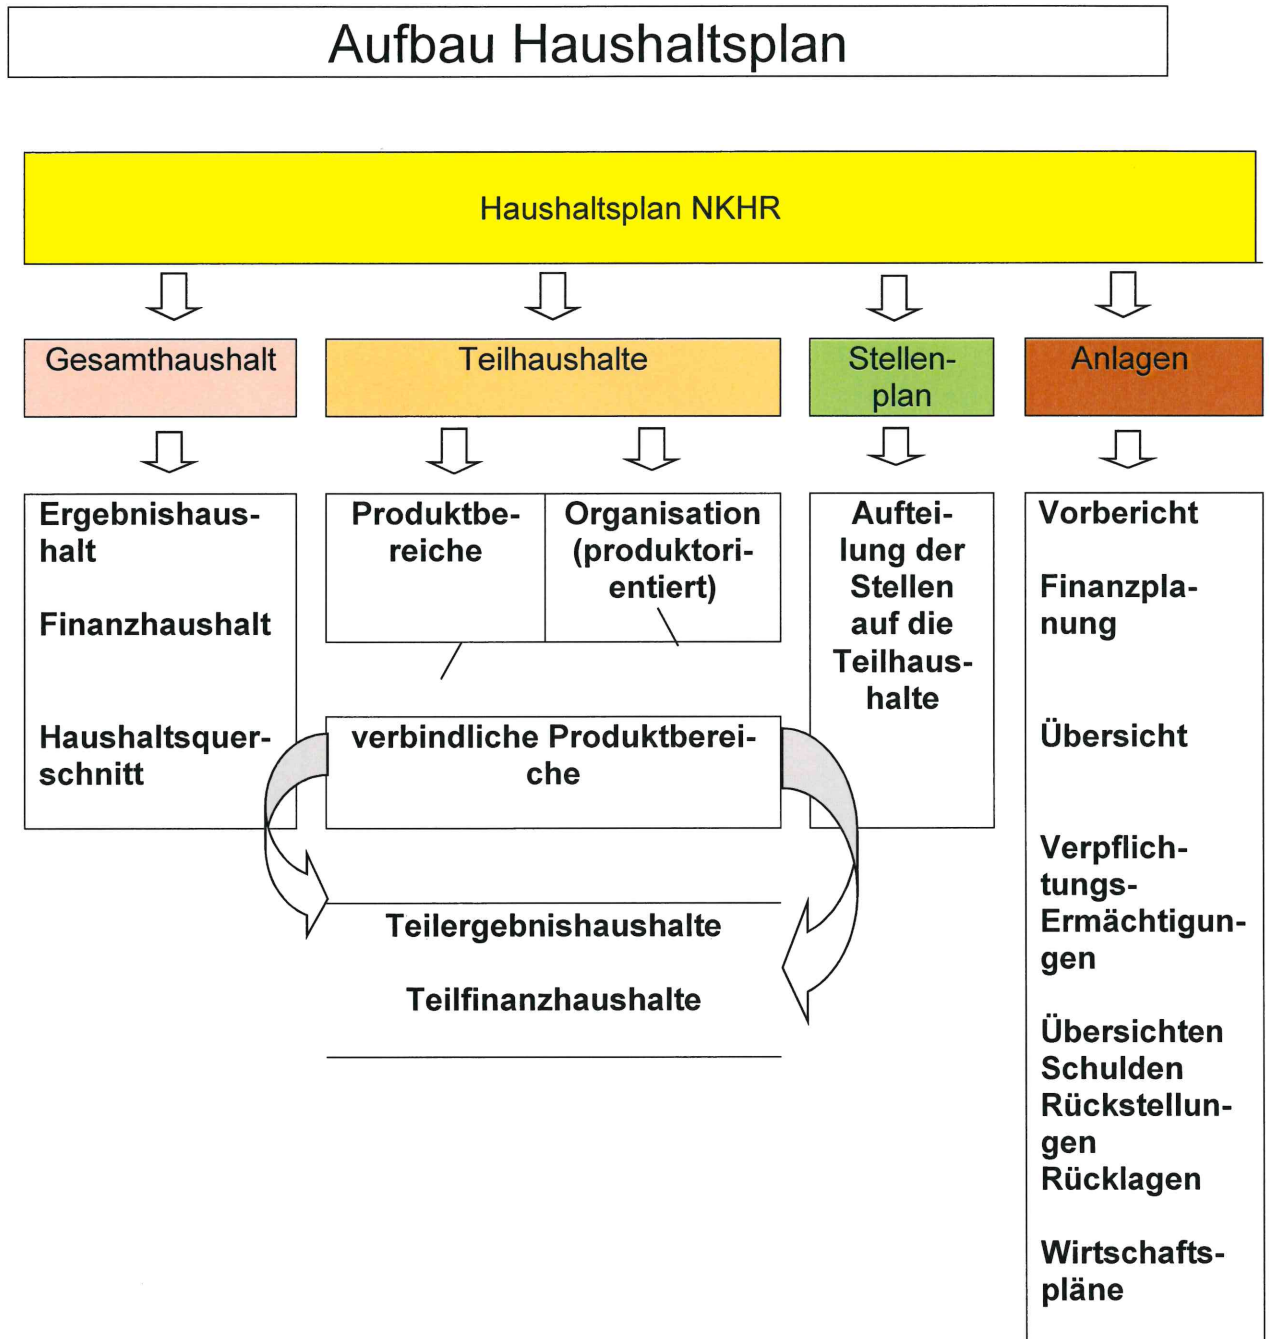 Aufbau Haushaltsplan
Haushaltsplan NKHR
Gesamthaushalt
Teilhaushalte
Stellen-
plan
Anlagen
Ergebnishaus-
halt
Finanzhaushalt
Haushaltsquer-
schnitt
Produktbe-
reiche
Organisation
(produktori-
entiert)
verbindliche Produktberei-
che
Teilergebnishaushalte
Teilfinanzhaushalte
Auftei-
lung der
Stellen
auf die
Teilhaus-
halte
Vorbericht
Finanzpla-
nung
Übersicht
Verpflich-
tungs-
Ermächtigun-
gen
Übersichten
Schulden
Rückstellun-
gen
Rücklagen
Wirtschafts-
pläne